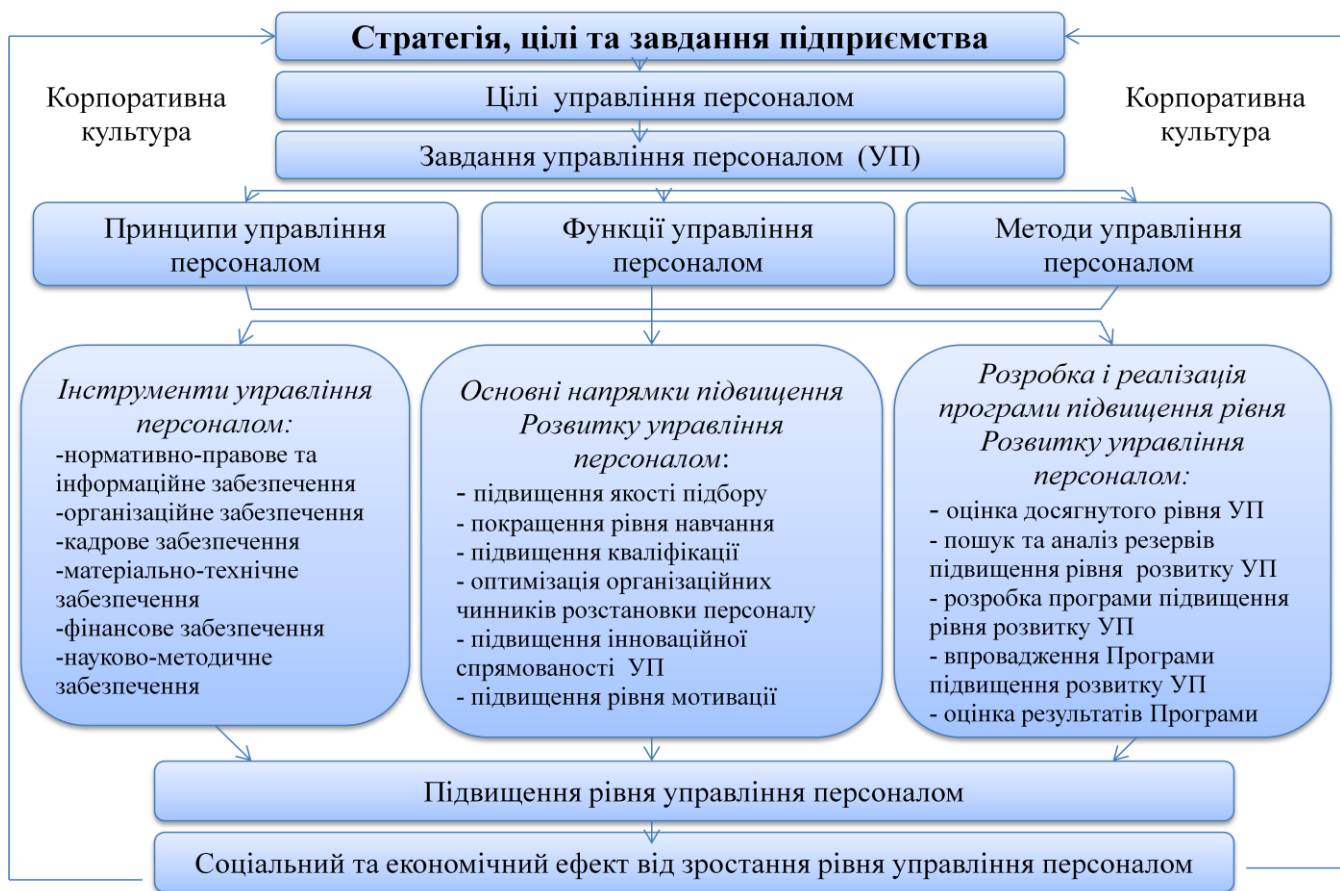 Стратегія, цілі та завдання підприємства
Корпоративна
культура
Цілі управління персоналом
Корпоративна
культура
Завдання управління персоналом (УП)
Принципи управління
персоналом
Функції управління
персоналом
Методи управління
персоналом
Інструменти управління
персоналом:
-нормативно-правове та
інформаційне забезпечення
-організаційне забезпечення
-кадрове забезпечення
-матеріально-технічне
забезпечення
-фінансове забезпечення
-науково-методичне
забезпечення
Основні напрямки підвищення
Розвитку управління
персоналом:
- підвищення якості підбору
- покращення рівня навчання
- підвищення кваліфікації
- оптимізація організаційних
чинників розстановки персоналу
- підвищення інноваційної
спрямованості УП
- підвищення рівня мотивації
Розробка і реалізація
програми підвищення рівня
Розвитку управління
персоналом:
- оцінка досягнутого рівня УП
- пошук та аналіз резервів
підвищення рівня розвитку УП
- розробка програми підвищення
рівня розвитку УП
- впровадження Програми
підвищення розвитку УП
- оцінка результатів Програми
Підвищення рівня управління персоналом
Соціальний та економічний ефект від зростання рівня управління персоналом